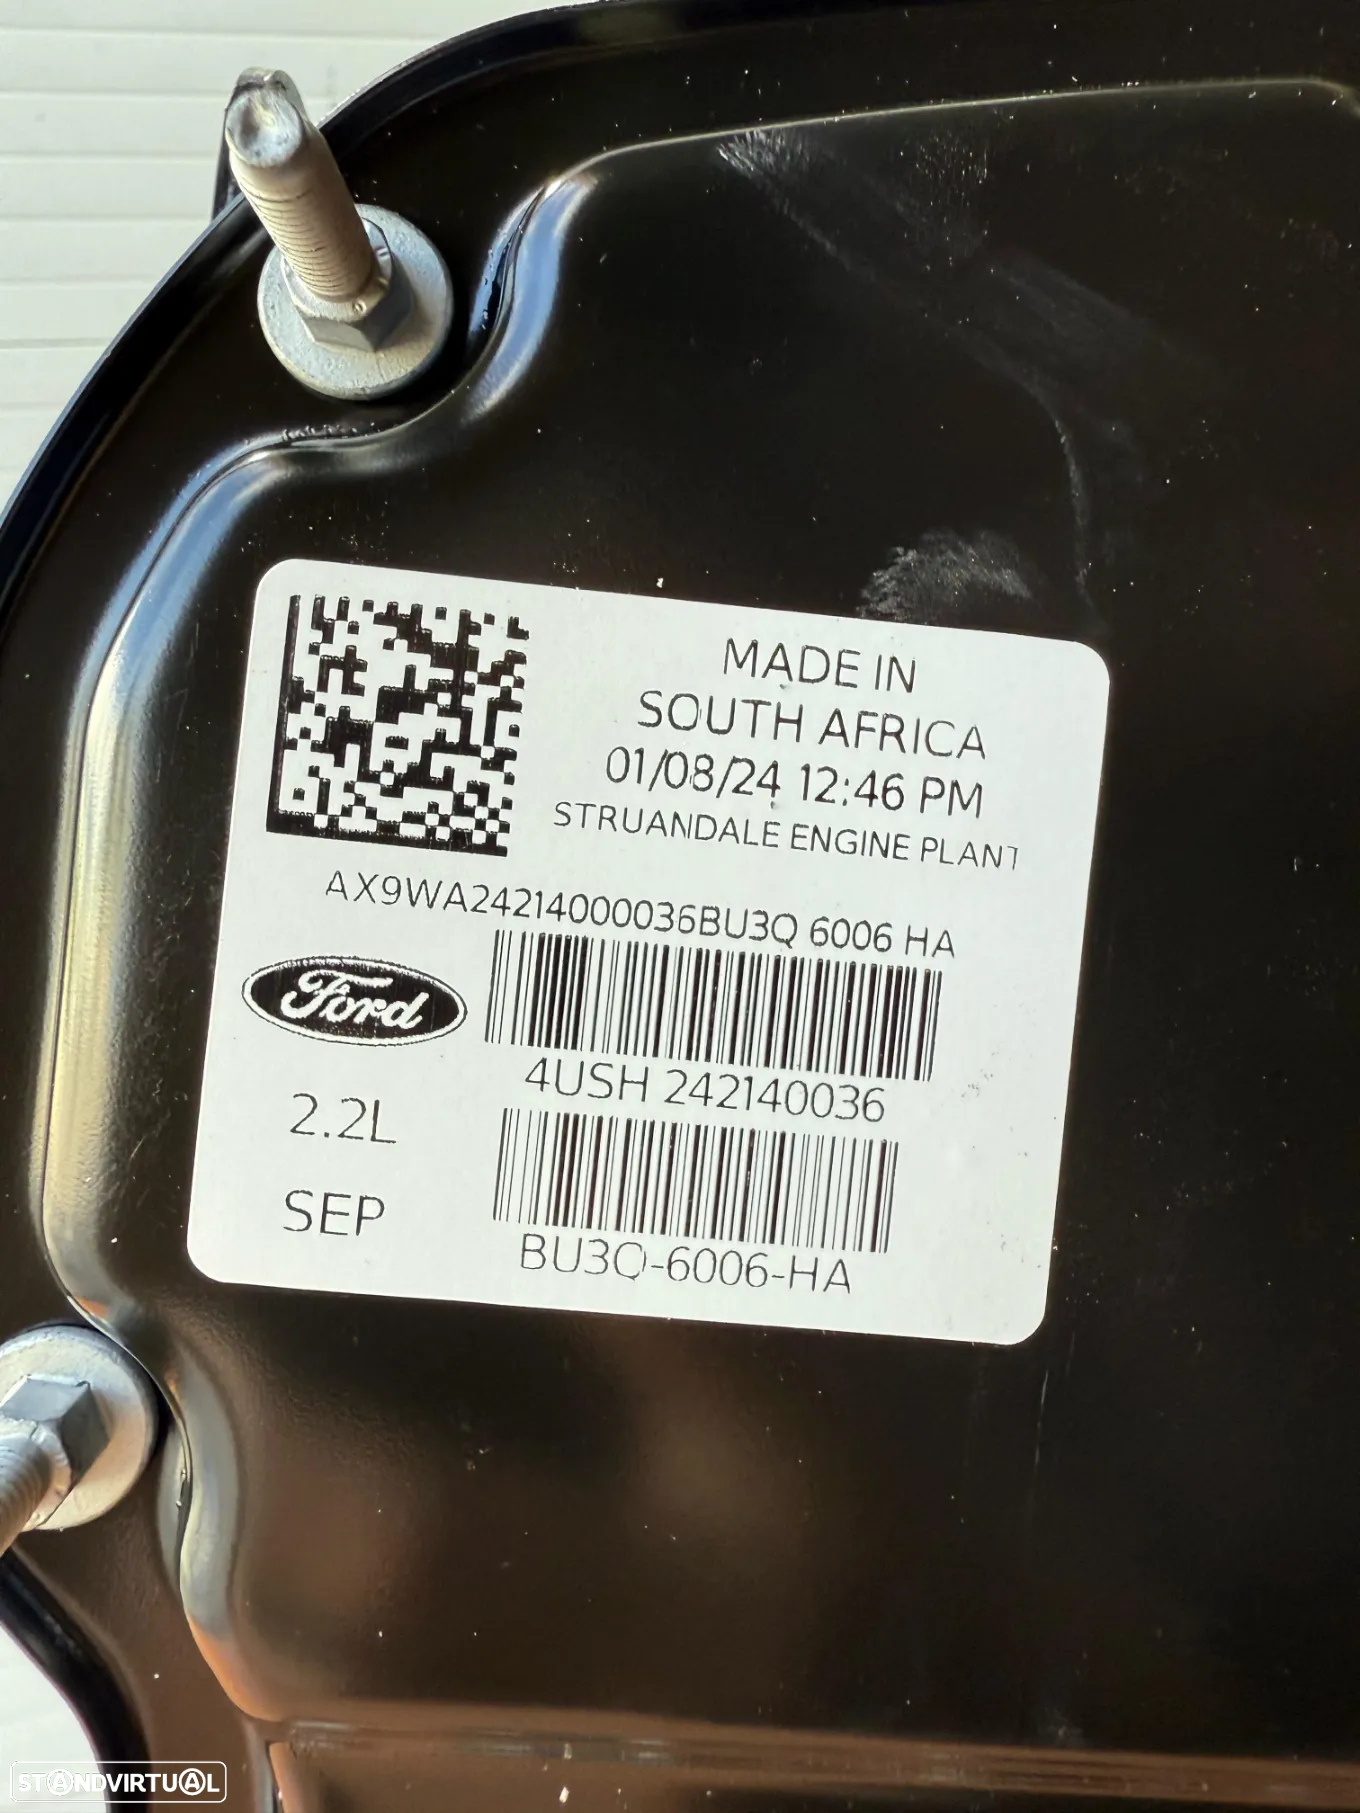 MADE IN
SOUTH AFRICA
01/08/24 12:46 PM
STRUANDALE ENGINE PLANT
AX9WA24214000036BU3Q 6006 HA
Ford
4USH 242140036
2.2L
SEP
BU3Q-6006-HA
STANDVIRTUAL